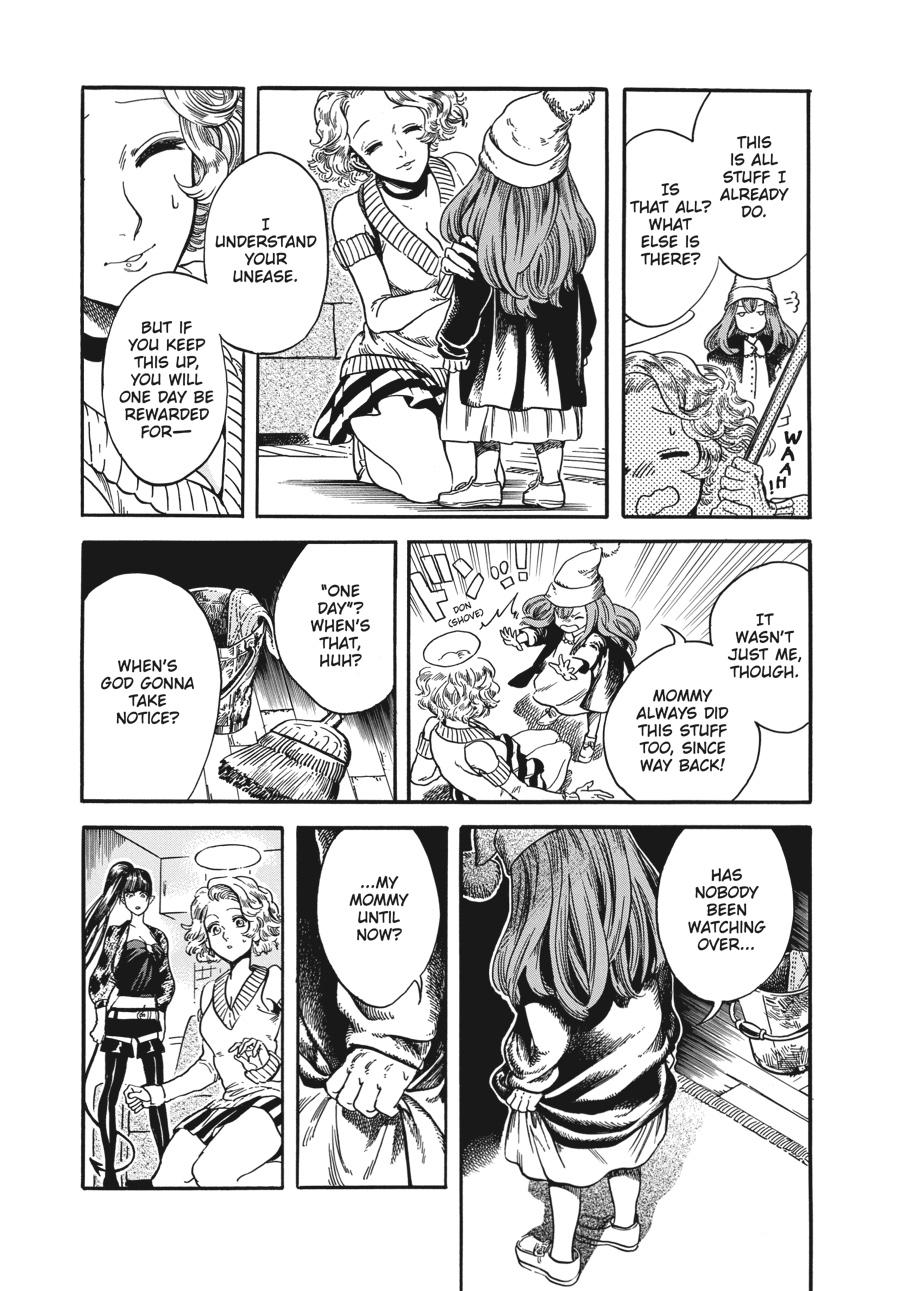 THIS
IS ALL
STUFF I
ALREADY
DO.
IS
THAT ALL?
WHAT
ELSE IS
THERE?
WAAH!
I
UNDERSTAND
YOUR
UNEASE.
BUT IF
YOU KEEP
THIS UP,
YOU WILL
ONE DAY BE
REWARDED
FOR—
IT
WASN'T
JUST ME,
THOUGH.
MOMMY
ALWAYS DID
THIS STUFF
TOO, SINCE
WAY BACK!
ドン!!
DON
(SHOVE)
"ONE
DAY"?
WHEN'S
THAT,
HUH?
WHEN'S
GOD GONNA
TAKE
NOTICE?
HAS
NOBODY
BEEN
WATCHING
OVER...
...MY
MOMMY
UNTIL
NOW?